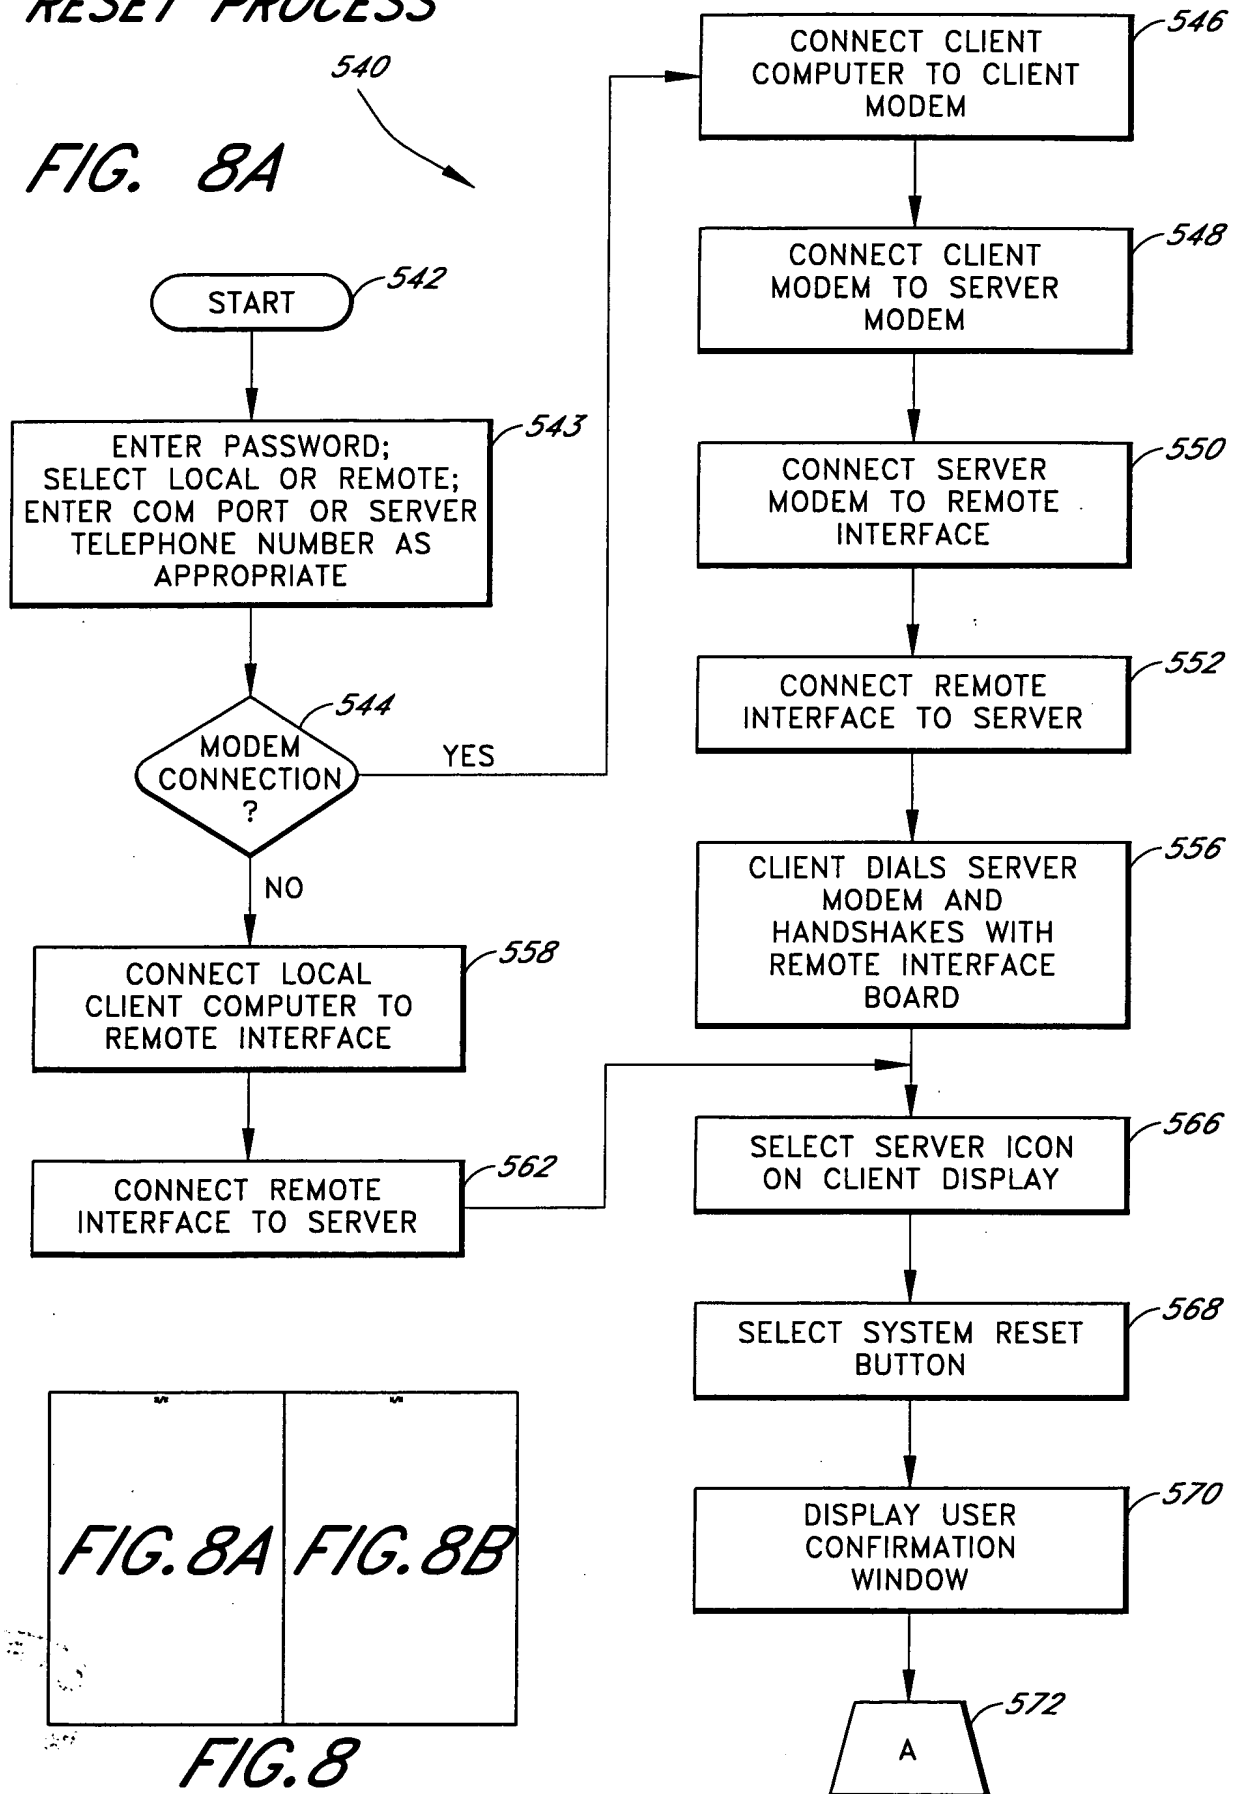 RESET PROCESS
540
FIG. 8A
START
542
ENTER PASSWORD;
SELECT LOCAL OR REMOTE;
ENTER COM PORT OR SERVER
TELEPHONE NUMBER AS
APPROPRIATE
543
MODEM
CONNECTION
?
544
YES
NO
CONNECT LOCAL
CLIENT COMPUTER TO
REMOTE INTERFACE
558
CONNECT REMOTE
INTERFACE TO SERVER
562
CONNECT CLIENT
COMPUTER TO CLIENT
MODEM
546
CONNECT CLIENT
MODEM TO SERVER
MODEM
548
CONNECT SERVER
MODEM TO REMOTE
INTERFACE
550
CONNECT REMOTE
INTERFACE TO SERVER
552
CLIENT DIALS SERVER
MODEM AND
HANDSHAKES WITH
REMOTE INTERFACE
BOARD
556
SELECT SERVER ICON
ON CLIENT DISPLAY
566
SELECT SYSTEM RESET
BUTTON
568
DISPLAY USER
CONFIRMATION
WINDOW
570
A
572
FIG.8A
FIG.8B
FIG.8